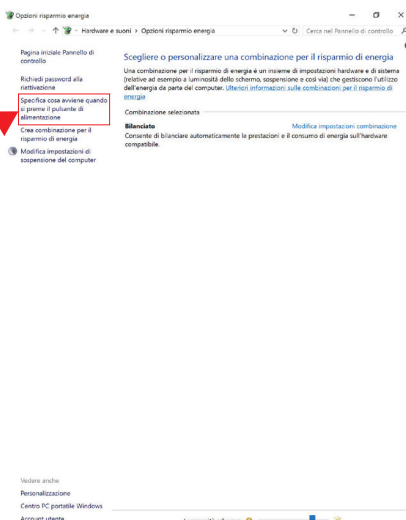 Opzioni risparmio energia
Hardware e suoni > Opzioni risparmio energia
Cerca nel Pannello di controllo
Pagina iniziale Pannello di
controllo
Richiedi password alla
riattivazione
Specifica cosa avviene quando
si preme il pulsante di
alimentazione
Crea combinazione per il
risparmio di energia
Modifica impostazioni di
sospensione del computer
Scegliere o personalizzare una combinazione per il risparmio di energia
Una combinazione per il risparmio di energia è un insieme di impostazioni hardware e di sistema
(relative ad esempio a luminosità dello schermo, sospensione e così via) che gestiscono l'utilizzo
dell'energia da parte del computer. Ulteriori informazioni sulle combinazioni per il risparmio di
energia
Combinazione selezionata
Bilanciato Modifica impostazioni combinazione
Consente di bilanciare automaticamente le prestazioni e il consumo di energia sull'hardware
compatibile.
Vedere anche
Personalizzazione
Centro PC portatile Windows
Account utente